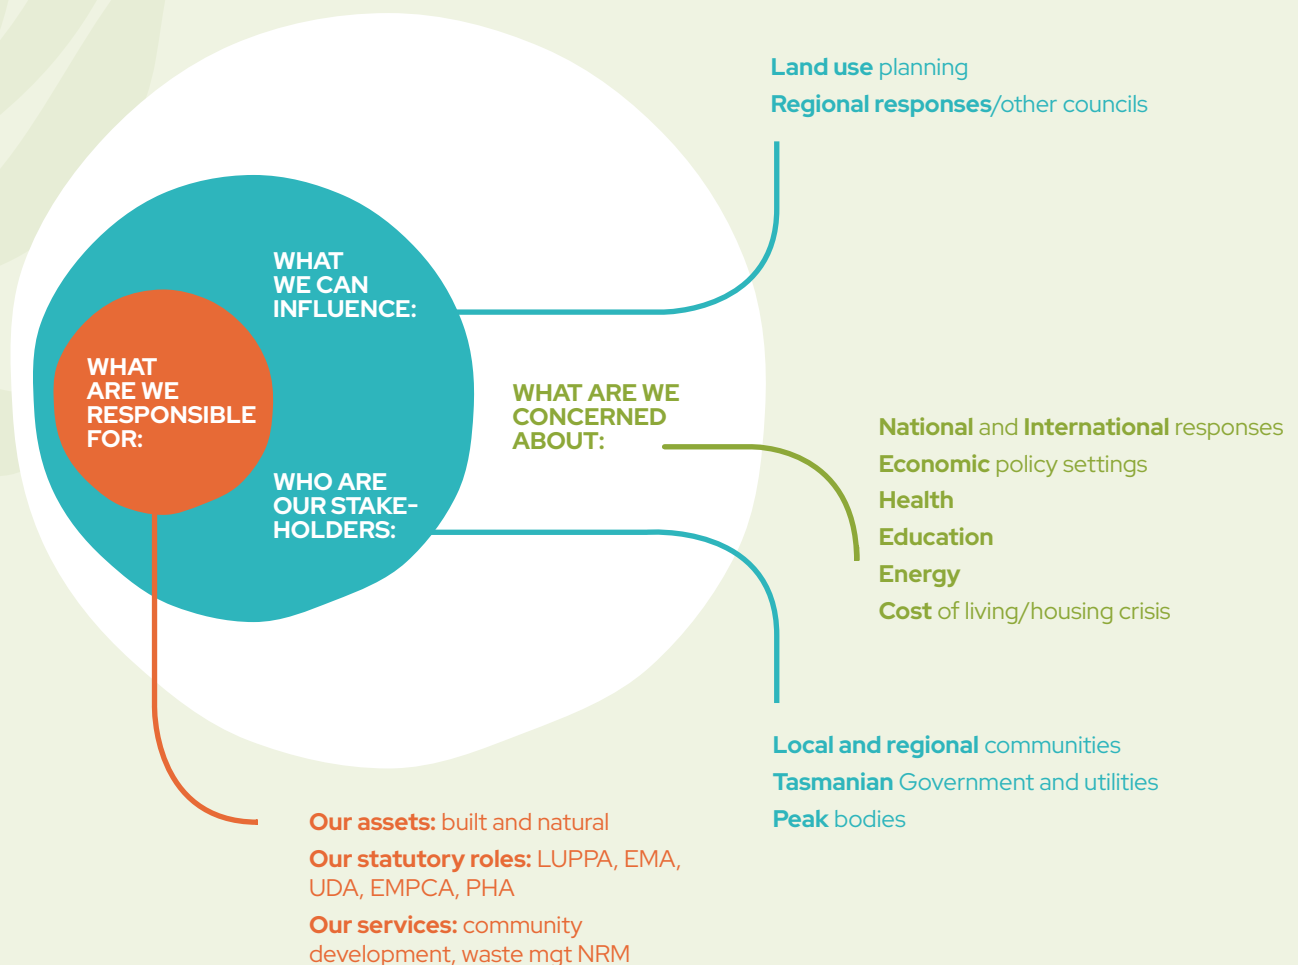 Land use planning
Regional responses/other councils
WHAT
WE CAN
INFLUENCE:
WHAT
ARE WE
RESPONSIBLE
FOR:
WHAT ARE WE
CONCERNED
ABOUT:
National and International responses
Economic policy settings
Health
Education
Energy
Cost of living/housing crisis
WHO ARE
OUR STAKE-
HOLDERS:
Local and regional communities
Tasmanian Government and utilities
Peak bodies
Our assets: built and natural
Our statutory roles: LUPPA, EMA,
UDA, EMPCA, PHA
Our services: community
development, waste mgt NRM